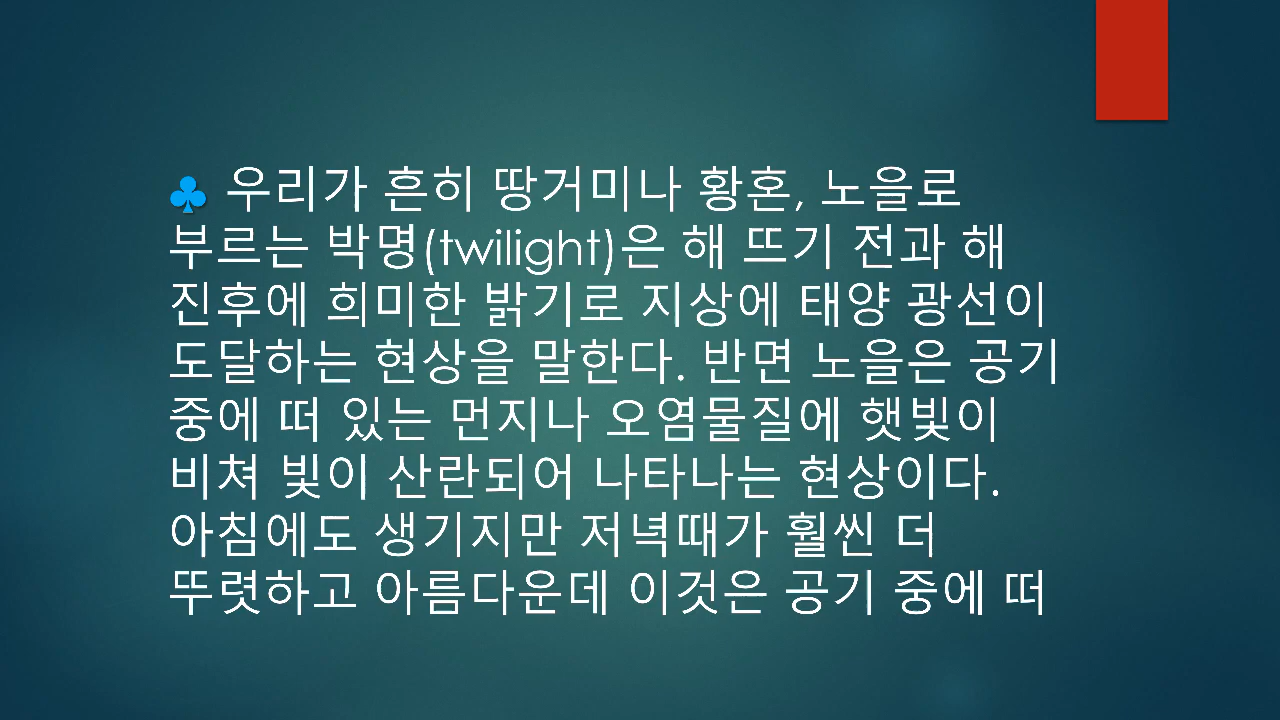 ♣ 우리가 흔히 땅거미나 황혼, 노을로
부르는 박명(twilight)은 해 뜨기 전과 해
진후에 희미한 밝기로 지상에 태양 광선이
도달하는 현상을 말한다. 반면 노을은 공기
중에 떠 있는 먼지나 오염물질에 햇빛이
비쳐 빛이 산란되어 나타나는 현상이다.
아침에도 생기지만 저녁때가 훨씬 더
뚜렷하고 아름다운데 이것은 공기 중에 떠